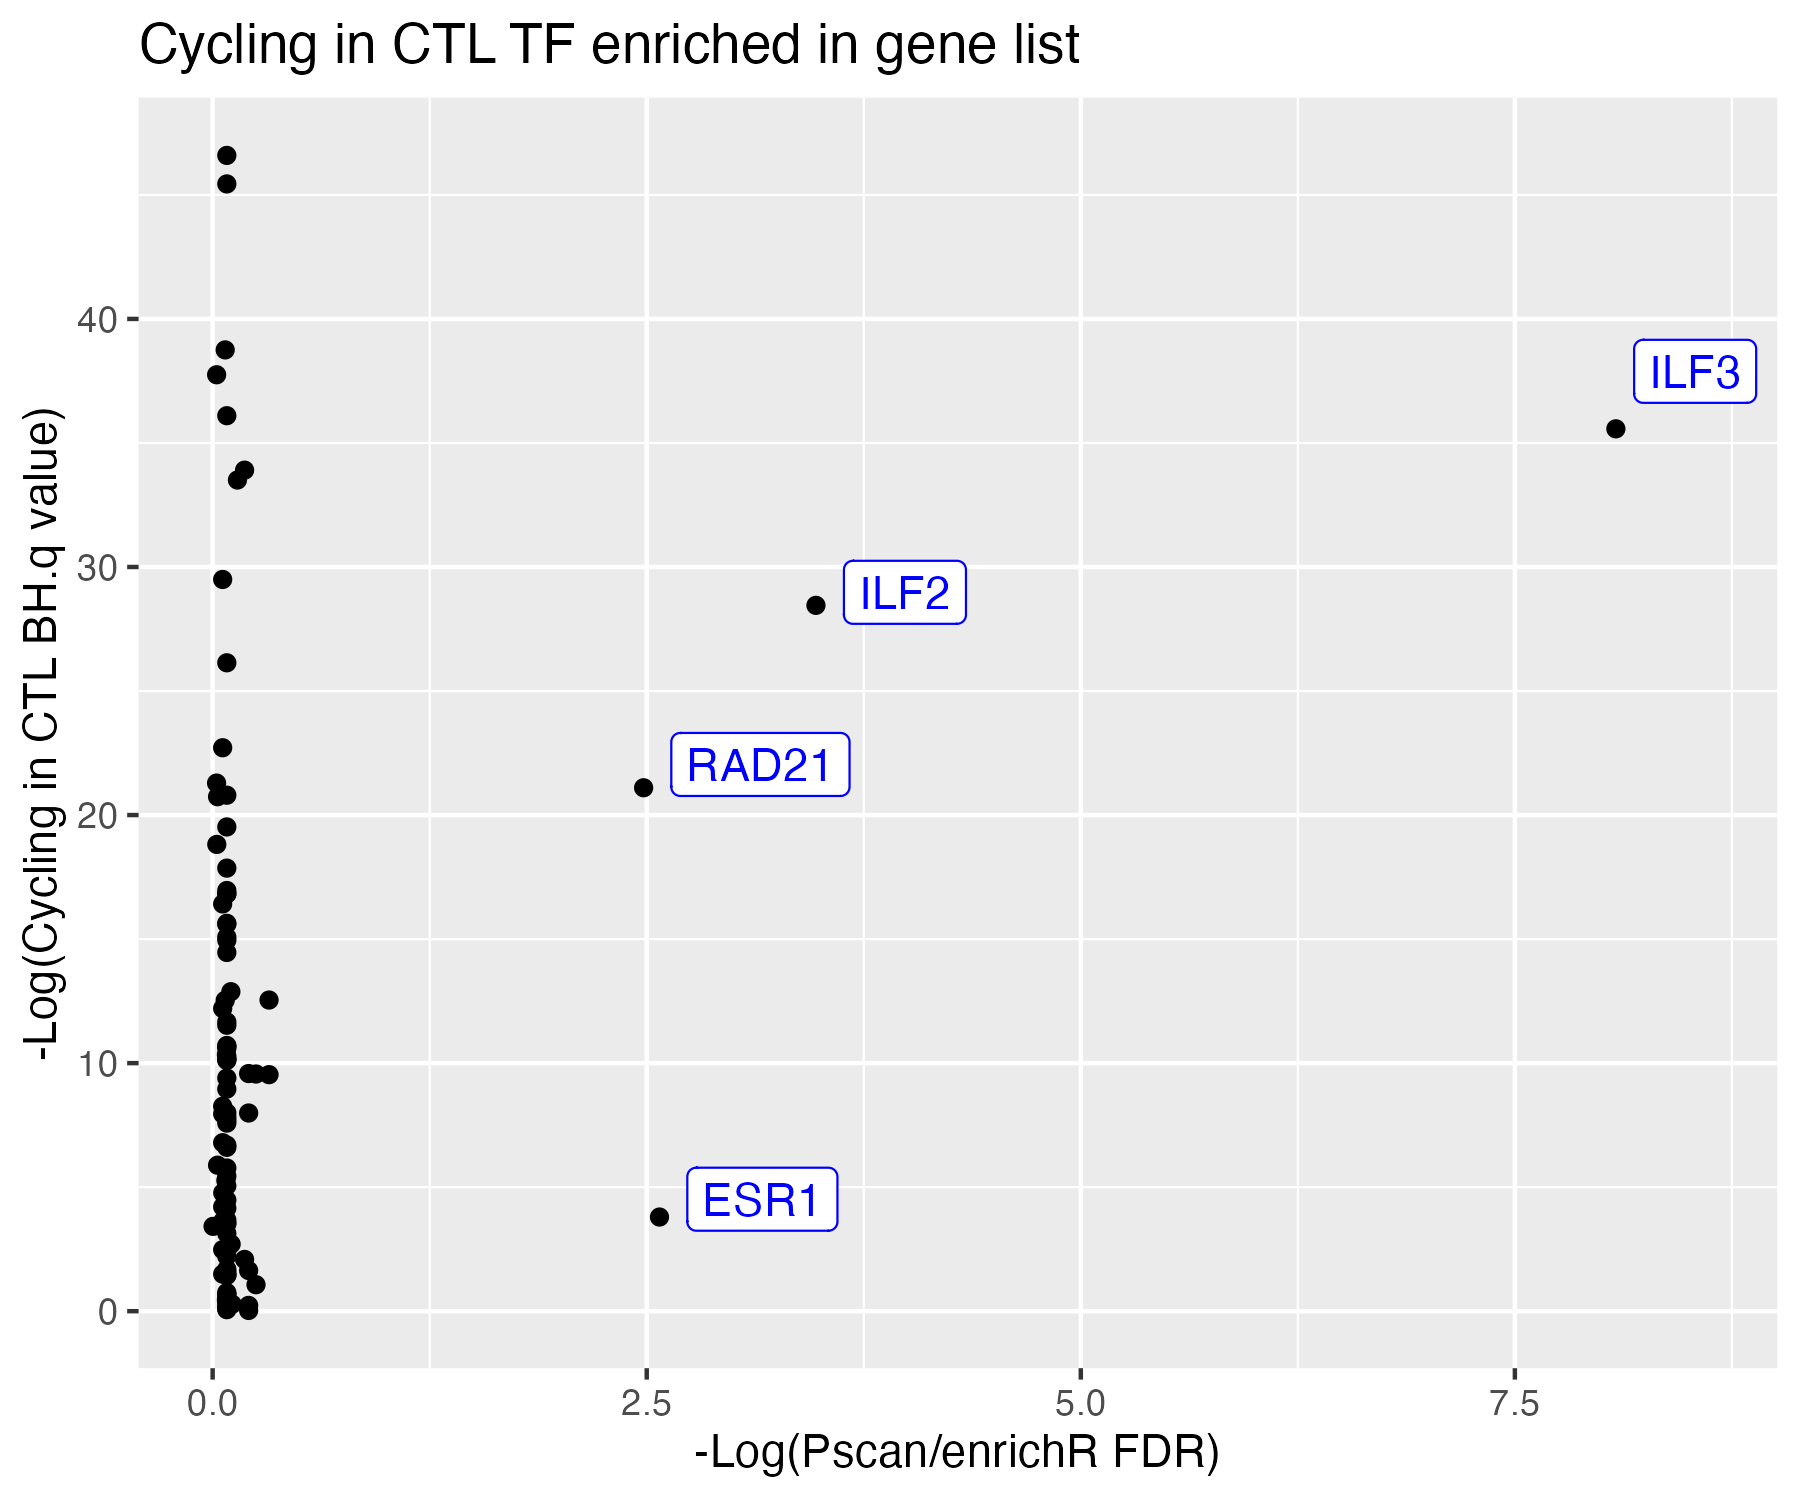 Cycling in CTL TF enriched in gene list
-Log(Cycling in CTL BH.q value)
40
30
20
10
0
ILF3
ILF2
RAD21
ESR1
0.0
2.5
5.0
7.5
-Log(Pscan/enrichR FDR)